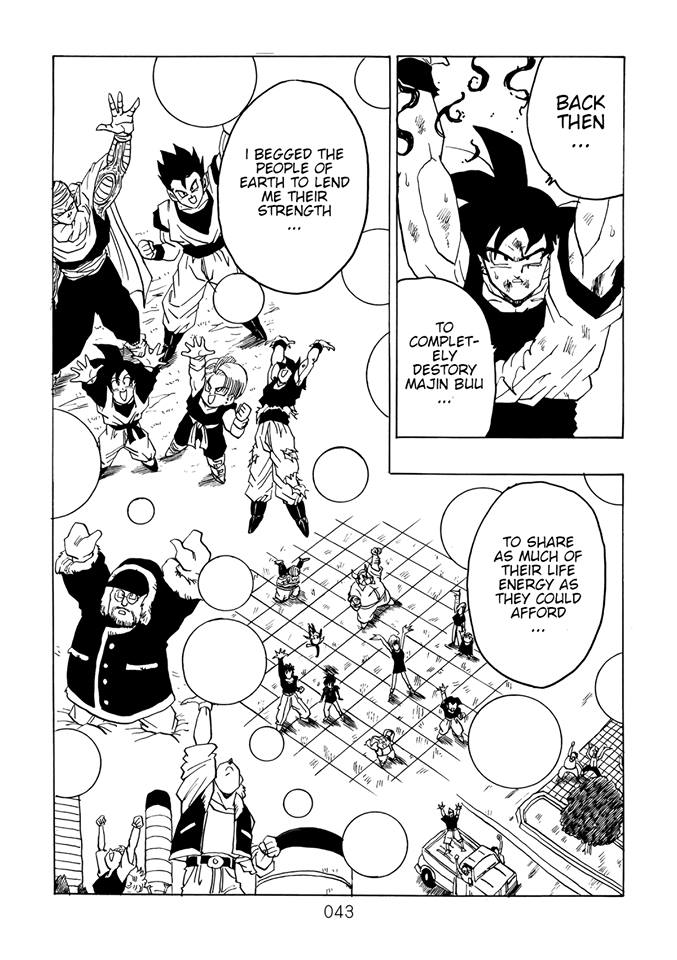 BACK
THEN
...
TO
COMPLET-
ELY
DESTORY
MAJIN BUU
...
I BEGGED THE
PEOPLE OF
EARTH TO LEND
ME THEIR
STRENGTH
...
TO SHARE
AS MUCH OF
THEIR LIFE
ENERGY AS
THEY COULD
AFFORD
...
043